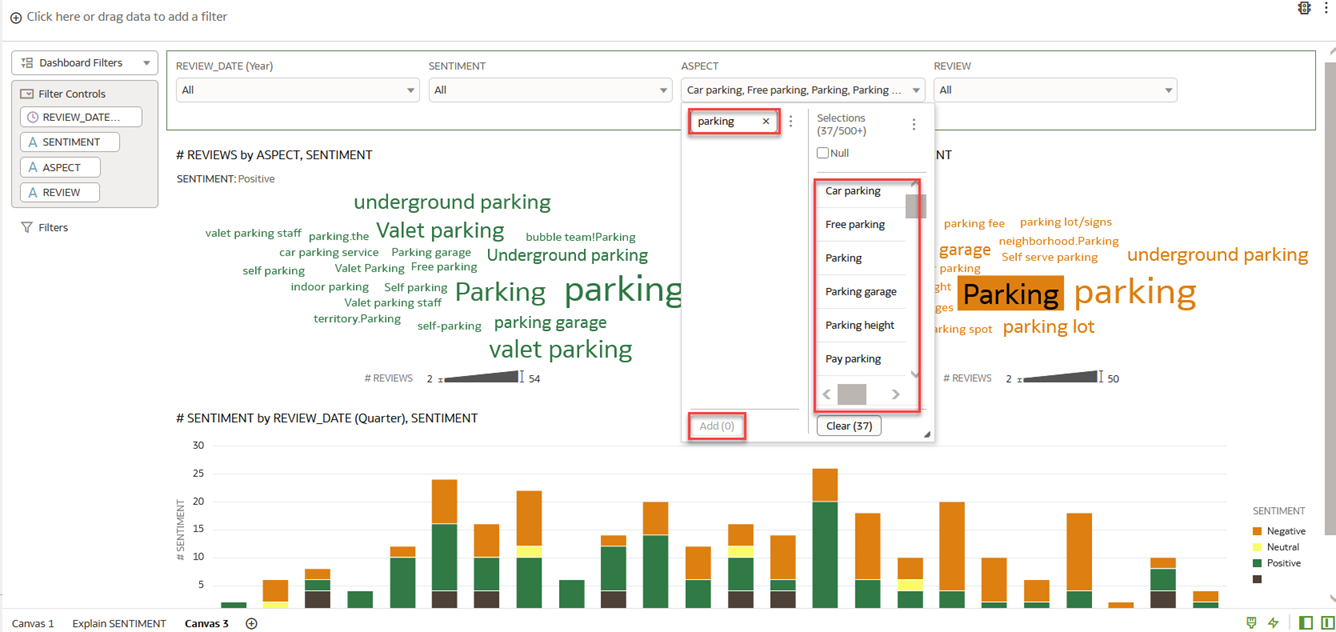 Click here or drag data to add a filter
Dashboard Filters
Filter Controls
REVIEW_DATE...
A SENTIMENT
A ASPECT
A REVIEW
Filters
REVIEW_DATE (Year)
All
SENTIMENT
All
ASPECT
Car parking, Free parking, Parking, Parking ...
REVIEW
All
parking
Selections
(37/500+)
Null
Car parking
Free parking
Parking
Parking garage
Parking height
Pay parking
Add (0)
Clear (37)
# REVIEWS by ASPECT, SENTIMENT
SENTIMENT: Positive
underground parking
valet parking staff
parking.the
Valet parking
bubble team!Parking
car parking service
Parking garage
Underground parking
self parking
Valet Parking
Free parking
indoor parking
Self parking
Parking
parking
Valet parking staff
territory.Parking
self-parking
parking garage
valet parking
# REVIEWS
2
54
NT
parking fee
parking lot/signs
garage
neighborhood.Parking
Self serve parking
underground parking
parking
ght
Parking
parking
ges
arking spot
parking lot
# REVIEWS
2
50
# SENTIMENT by REVIEW_DATE (Quarter), SENTIMENT
# SENTIMENT
30
25
20
15
10
5
SENTIMENT
Negative
Neutral
Positive
Canvas 1
Explain SENTIMENT
Canvas 3